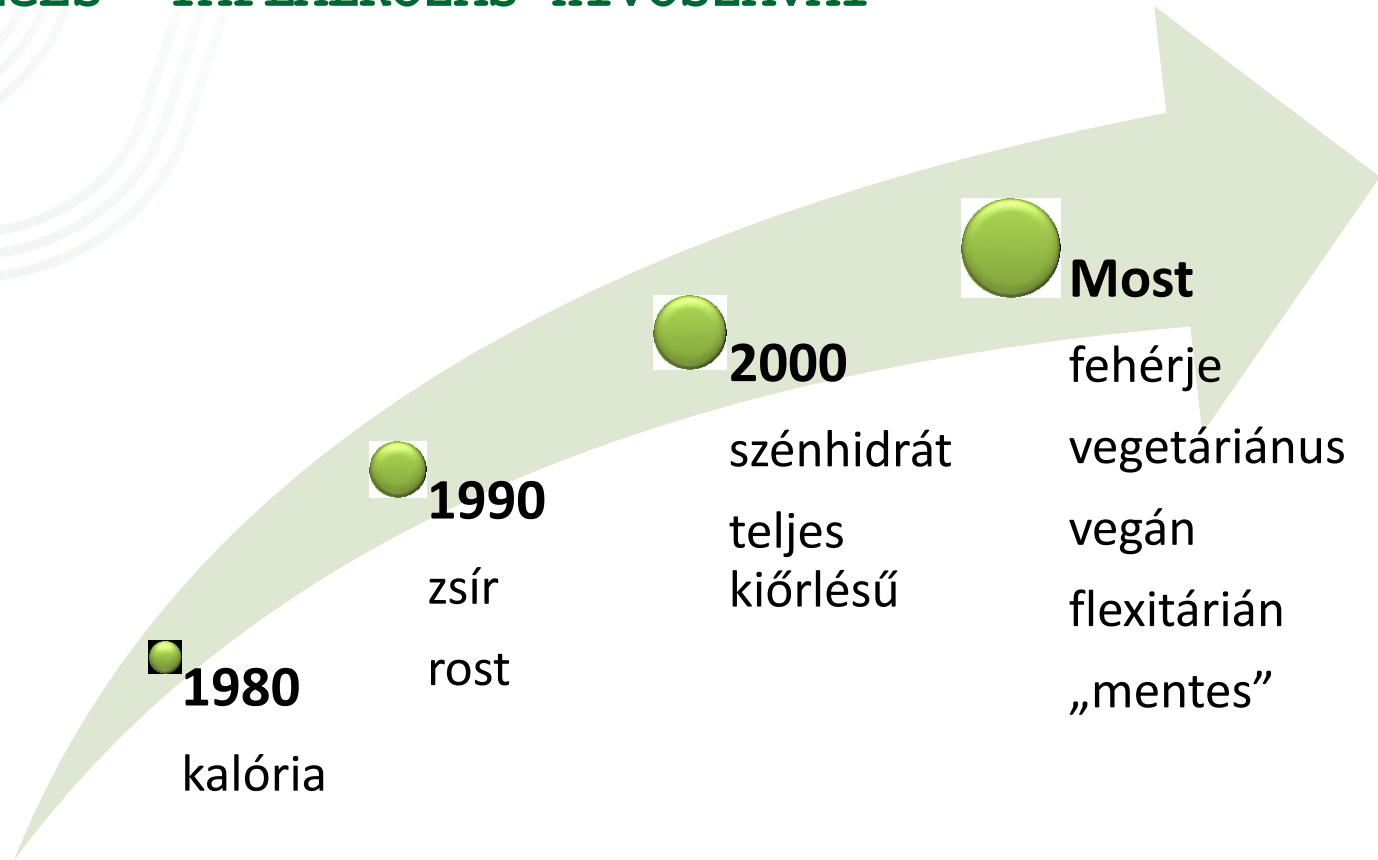 1980
kalória
1990
zsír
rost
2000
szénhidrát
teljes
kiőrlésű
Most
fehérje
vegetáriánus
vegán
flexitárián
„mentes”